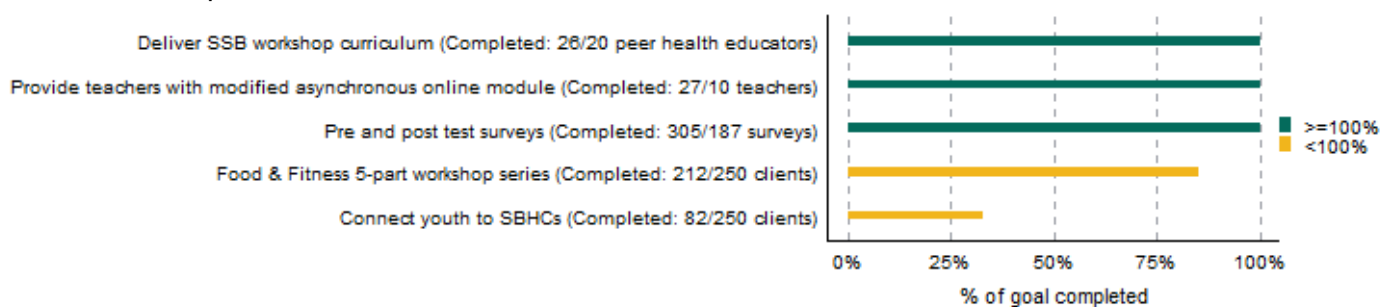 Deliver SSB workshop curriculum (Completed: 26/20 peer health educators)
Provide teachers with modified asynchronous online module (Completed: 27/10 teachers)
Pre and post test surveys (Completed: 305/187 surveys)
Food & Fitness 5-part workshop series (Completed: 212/250 clients)
Connect youth to SBHCs (Completed: 82/250 clients)
>=100%
<100%
0% 25% 50% 75% 100%
% of goal completed